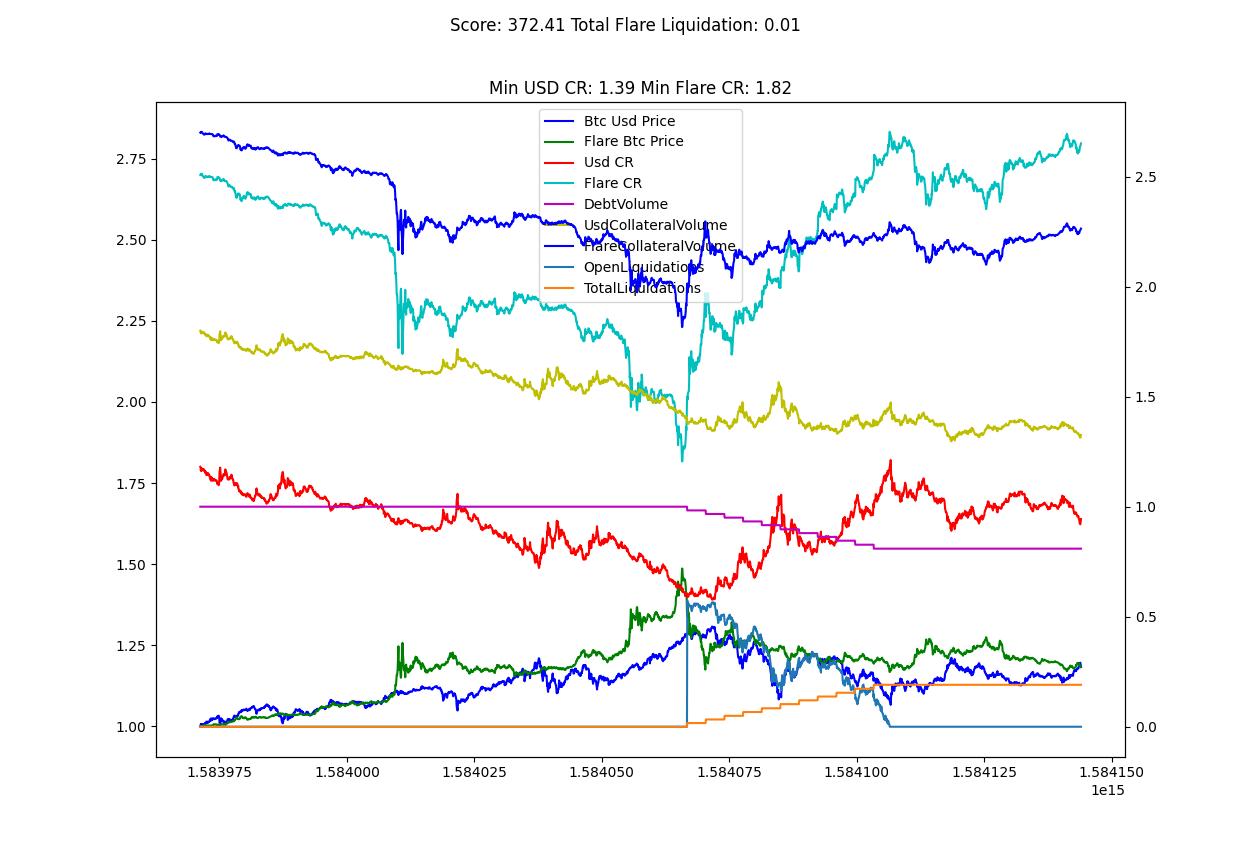 Score: 372.41 Total Flare Liquidation: 0.01
Min USD CR: 1.39 Min Flare CR: 1.82
Btc Usd Price
Flare Btc Price
Usd CR
Flare CR
DebtVolume
UsdCollateralVolume
FlareCollateralVolume
OpenLiquidations
TotalLiquidations
2.75
2.50
2.25
2.00
1.75
1.50
1.25
1.00
2.5
2.0
1.5
1.0
0.5
0.0
1.583975
1.584000
1.584025
1.584050
1.584075
1.584100
1.584125
1.584150
1e15